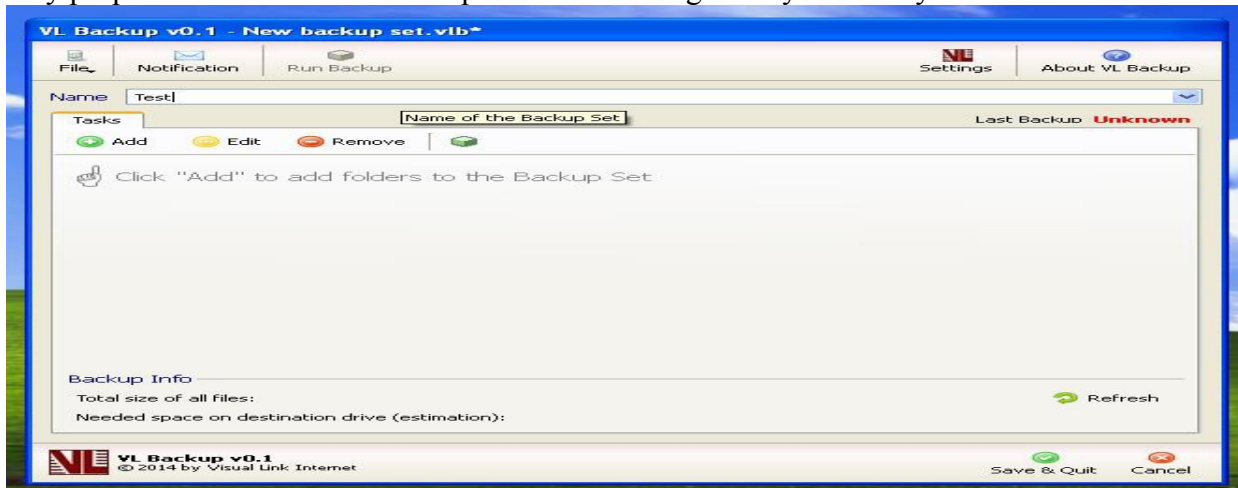 VL Backup v0.1 - New backup set.vlb*
File Notification Run Backup Settings About VL Backup
Name Test
Tasks Name of the Backup Set Last Backup Unknown
Add Edit Remove
Click "Add" to add folders to the Backup Set
Backup Info
Total size of all files: Refresh
Needed space on destination drive (estimation):
VL Backup v0.1
© 2014 by Visual Link Internet
Save & Quit Cancel